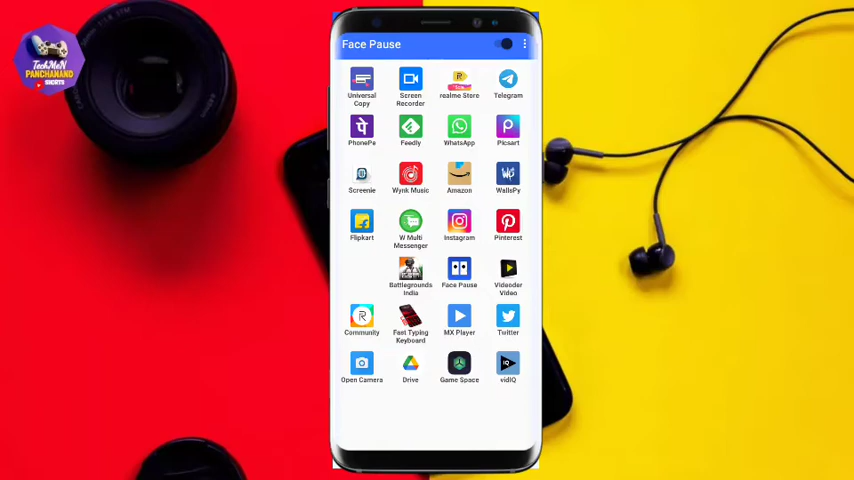 TechMeN
PANCHANAND
SHORTS
Face Pause
Universal Copy
Screen Recorder
realme Store
Telegram
PhonePe
Feedly
WhatsApp
Picsart
Screenie
Wynk Music
Amazon
WallsPy
Flipkart
W Multi Messenger
Instagram
Pinterest
Battlegrounds India
Face Pause
Videoder Video
Community
Fast Typing Keyboard
MX Player
Twitter
Open Camera
Drive
Game Space
vidIQ